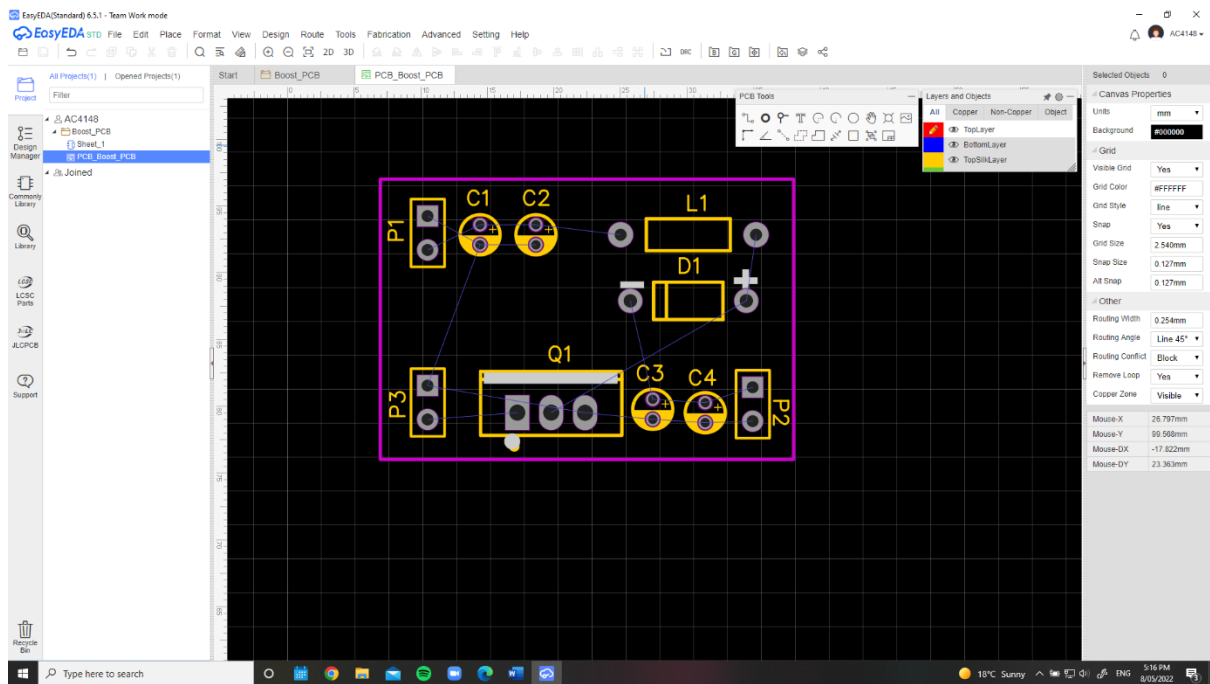 EasyEDA(Standard) 6.5.1 - Team Work mode
EasyEDA STD File Edit Place Format View Design Route Tools Fabrication Advanced Setting Help
AC4148
2D 3D DRC
All Projects(1) | Opened Projects(1)
Start Boost_PCB PCB_Boost_PCB
Selected Objects 0
Filter
Project
Design Manager
Commonly Library
Library
LCSC Parts
JLCPCB
Support
Recycle Bin
AC4148
Boost_PCB
Sheet_1
PCB_Boost_PCB
Joined
PCB Tools
Layers and Objects
All Copper Non-Copper Object
TopLayer
BottomLayer
TopSilkLayer
P1 C1 C2 L1
D1
Q1
P3 C3 C4 P2
Canvas Properties
Units mm
Background #000000
Grid
Visible Grid Yes
Grid Color #FFFFFF
Grid Style line
Snap Yes
Grid Size 2.540mm
Snap Size 0.127mm
Alt Snap 0.127mm
Other
Routing Width 0.254mm
Routing Angle Line 45°
Routing Conflict Block
Remove Loop Yes
Copper Zone Visible
Mouse-X 26.797mm
Mouse-Y 99.568mm
Mouse-DX -17.822mm
Mouse-DY 23.363mm
Type here to search
18°C Sunny ENG 5:16 PM
8/05/2022